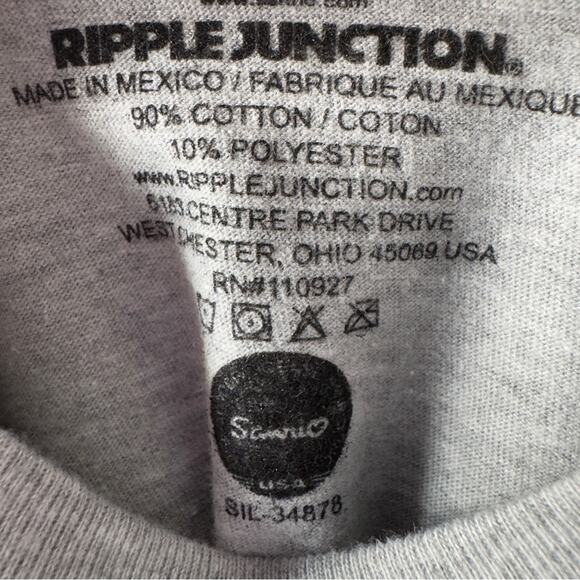 RIPPLE JUNCTION®
MADE IN MEXICO / FABRIQUE AU MEXIQUE
90% COTTON / COTON
10% POLYESTER
www.RIPPLEJUNCTION.com
CENTRE PARK DRIVE
WEST CHESTER, OHIO 45069 USA
RN#110927
Sanrio
USA
SIL-34878